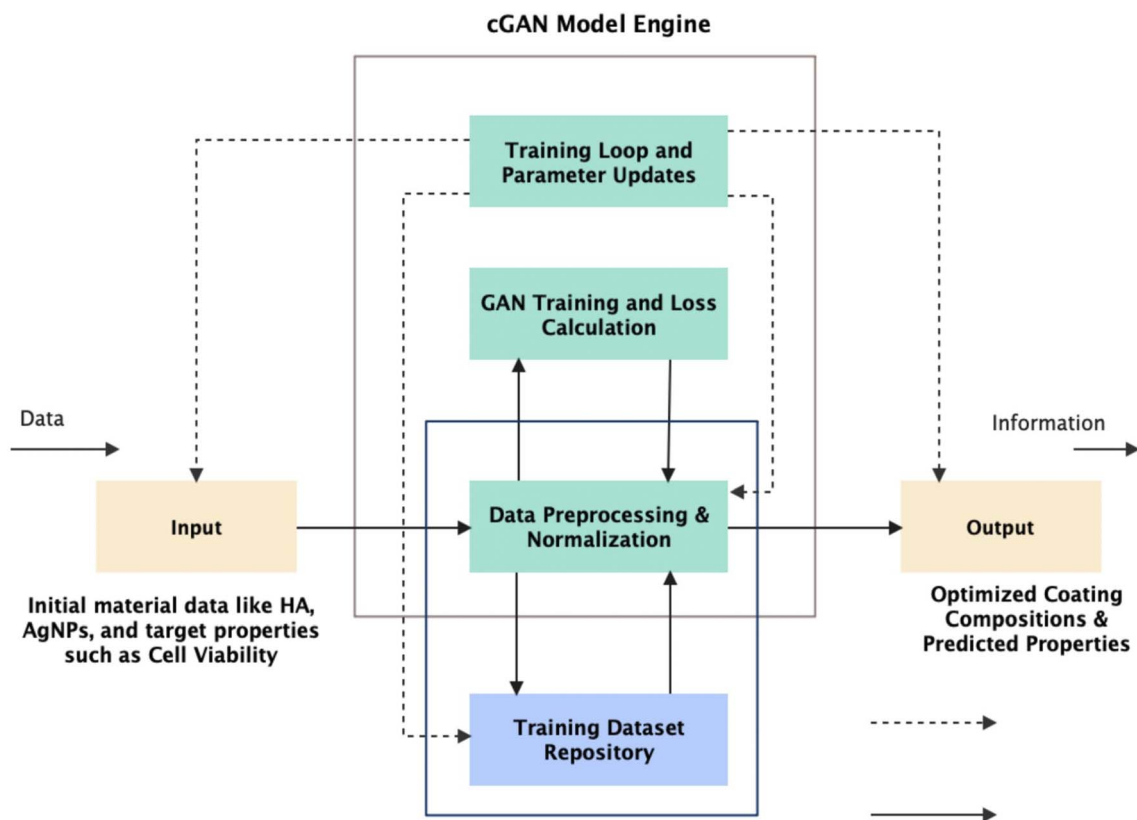 cGAN Model Engine
Training Loop and
Parameter Updates
GAN Training and Loss
Calculation
Data
Information
Input
Data Preprocessing &
Normalization
Output
Initial material data like HA,
AgNPs, and target properties
such as Cell Viability
Optimized Coating
Compositions &
Predicted Properties
Training Dataset
Repository